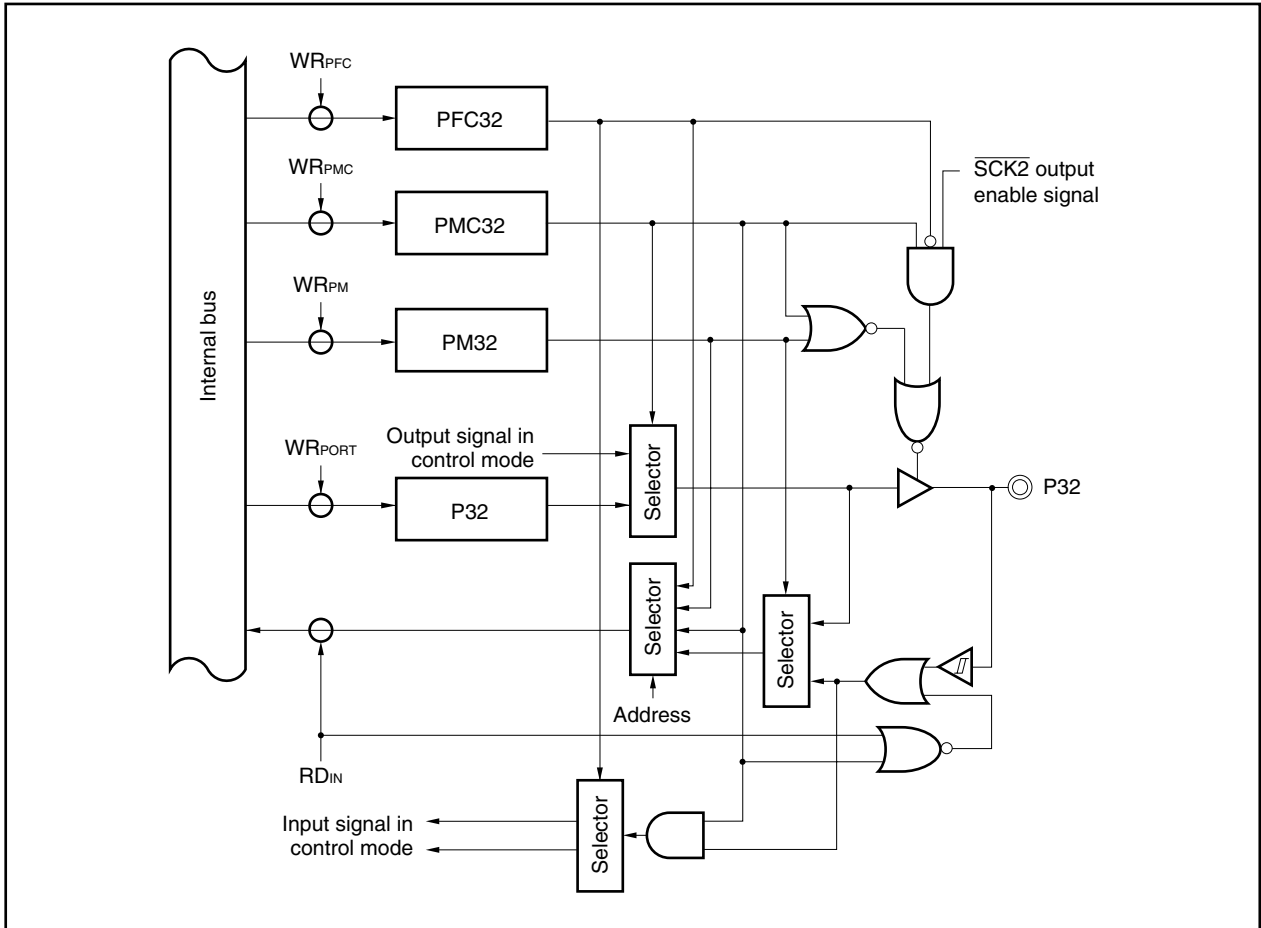 WRPFC
PFC32
WRPMC
PMC32
SCK2 output
enable signal
WRPM
PM32
Internal bus
Output signal in
control mode
WRPORT
P32
Selector
P32
Selector
Selector
Address
RDIN
Input signal in
control mode
Selector